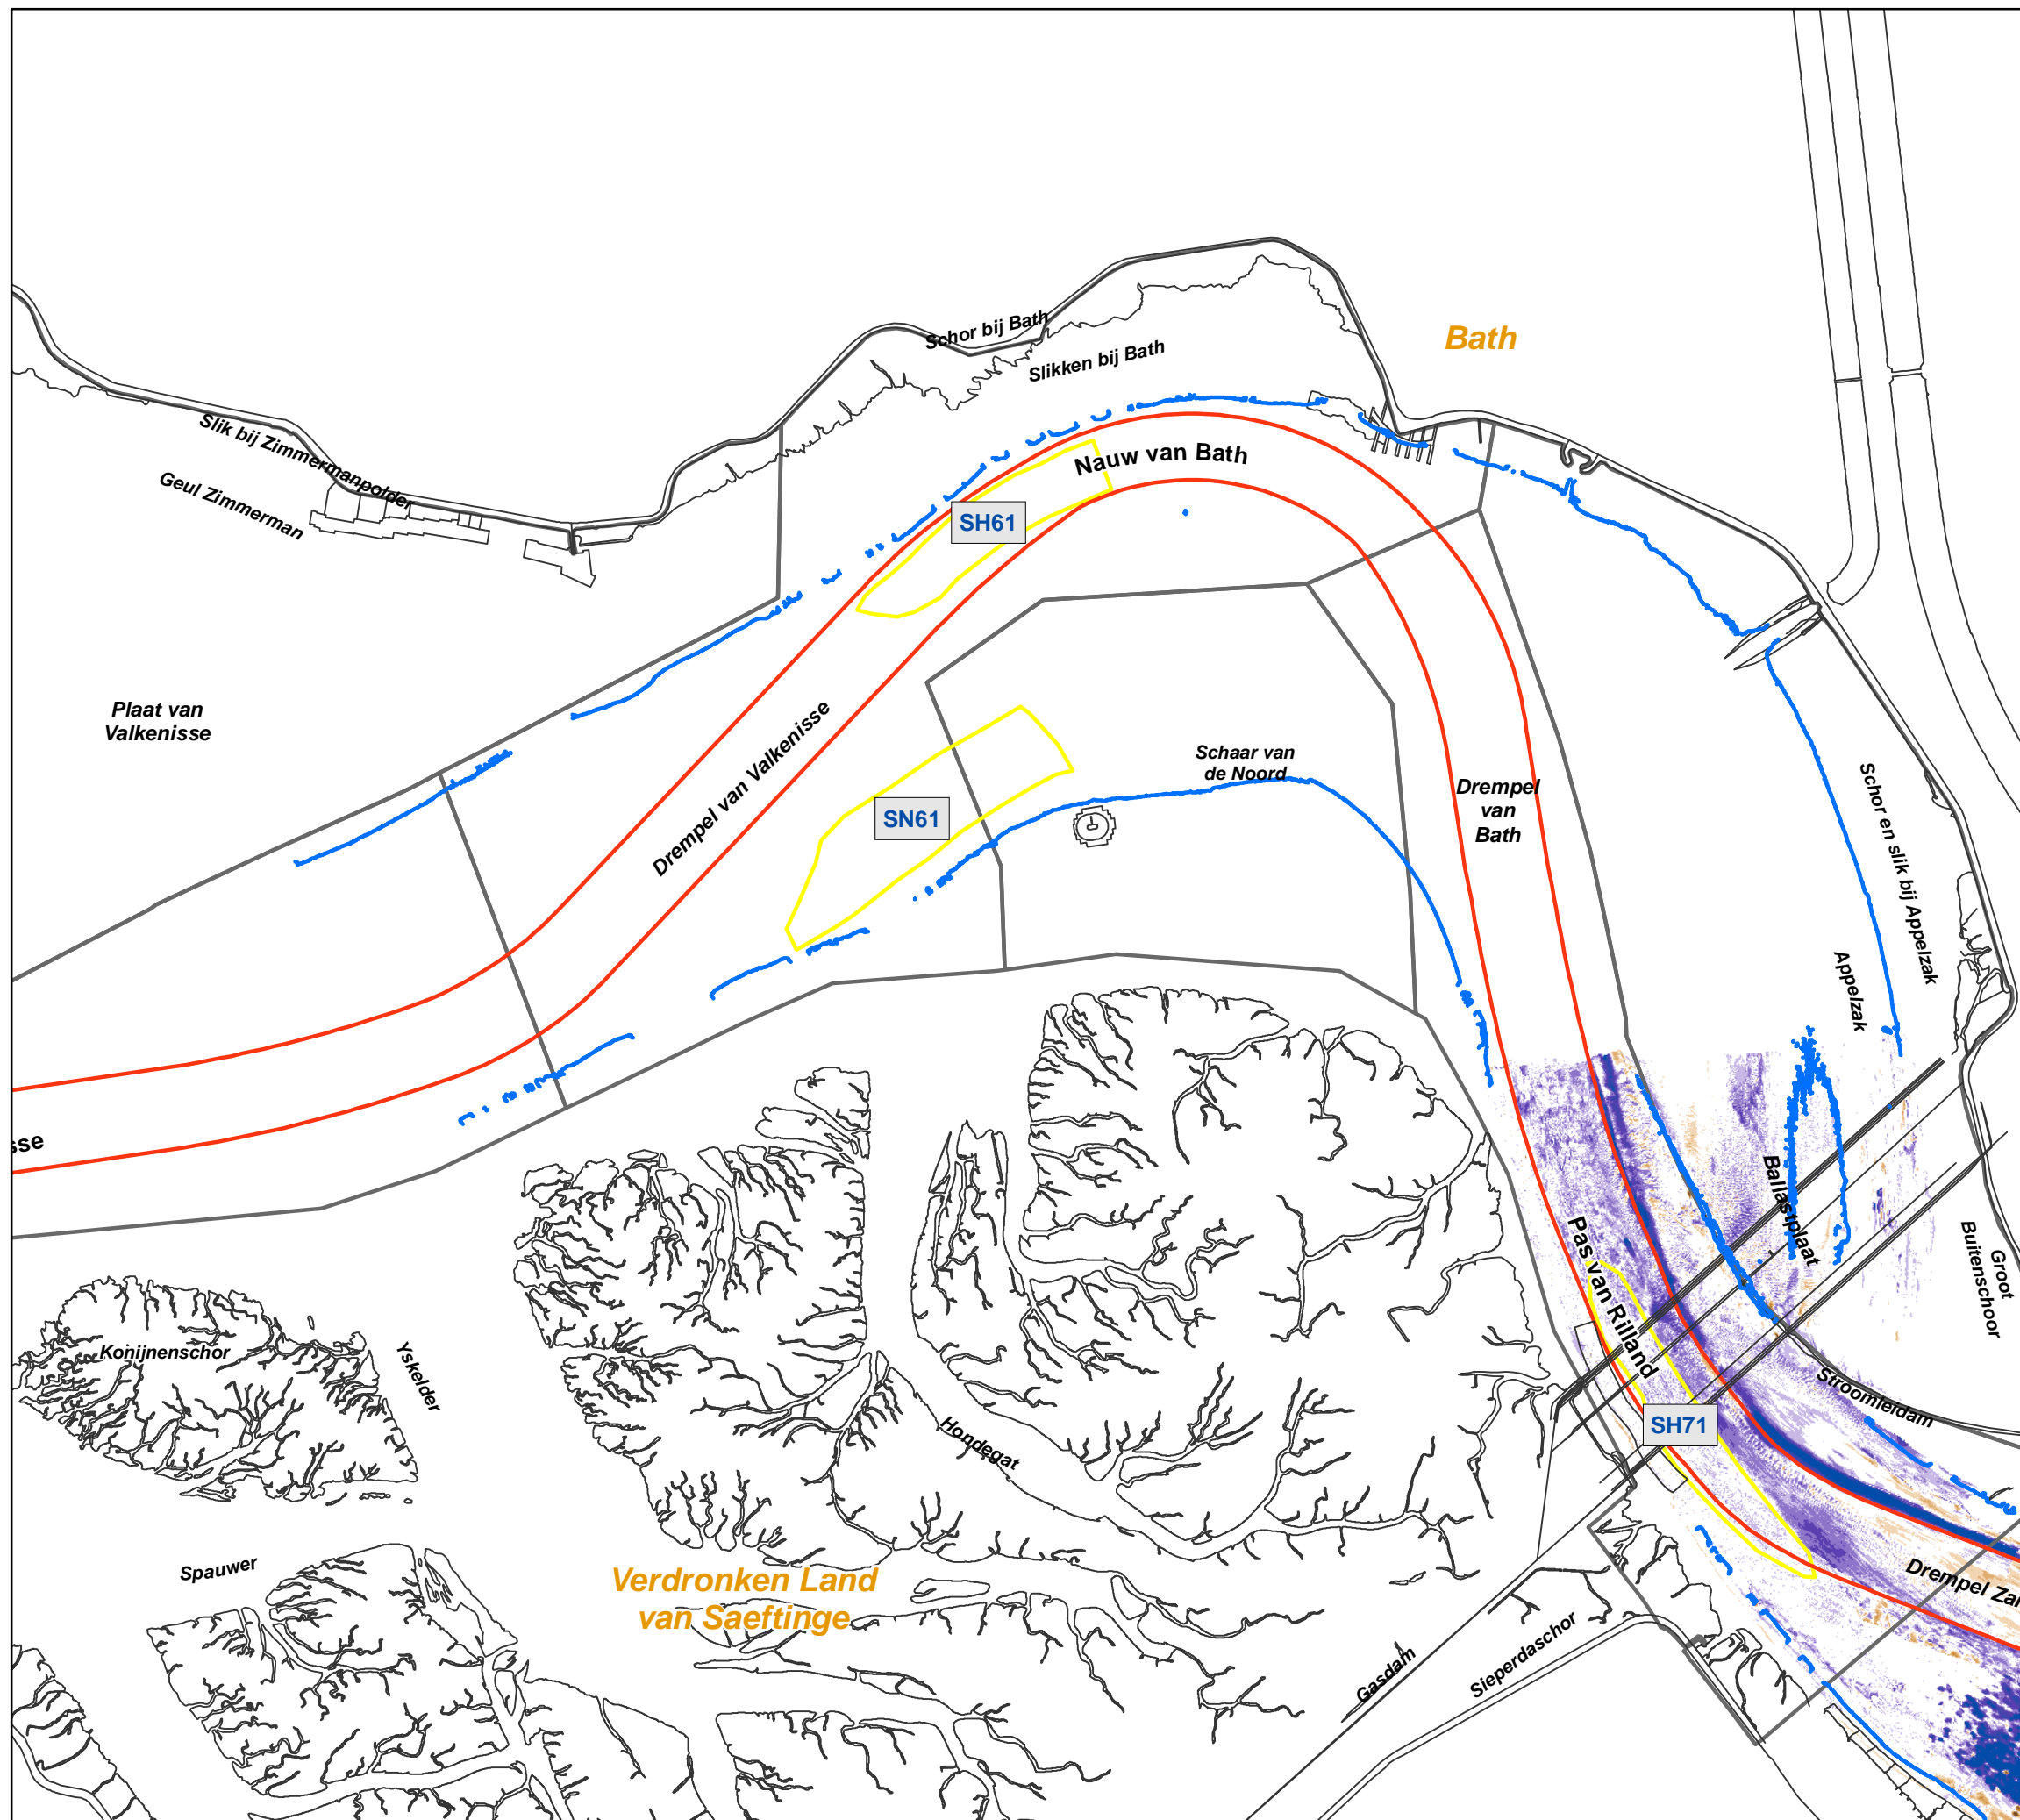 Bath
Schor bij Bath
Slikken bij Bath
Slik bij Zimmermanpolder
Geul Zimmerman
Nauw van Bath
SH61
Plaat van
Valkenisse
Drempel van Valkenisse
SN61
Schaar van
de Noord
Drempel
van
Bath
Schor en slik bij Appelzak
Appelzak
sse
Ballastplaat
Groot
Buitenschoor
Pas van Rilland
Konijnenschor
Yskelder
Stroomleidam
SH71
Hondegat
Spauwer
Verdronken Land
van Saeftinge
Drempel Za
Sieperdaschor
Gasdam